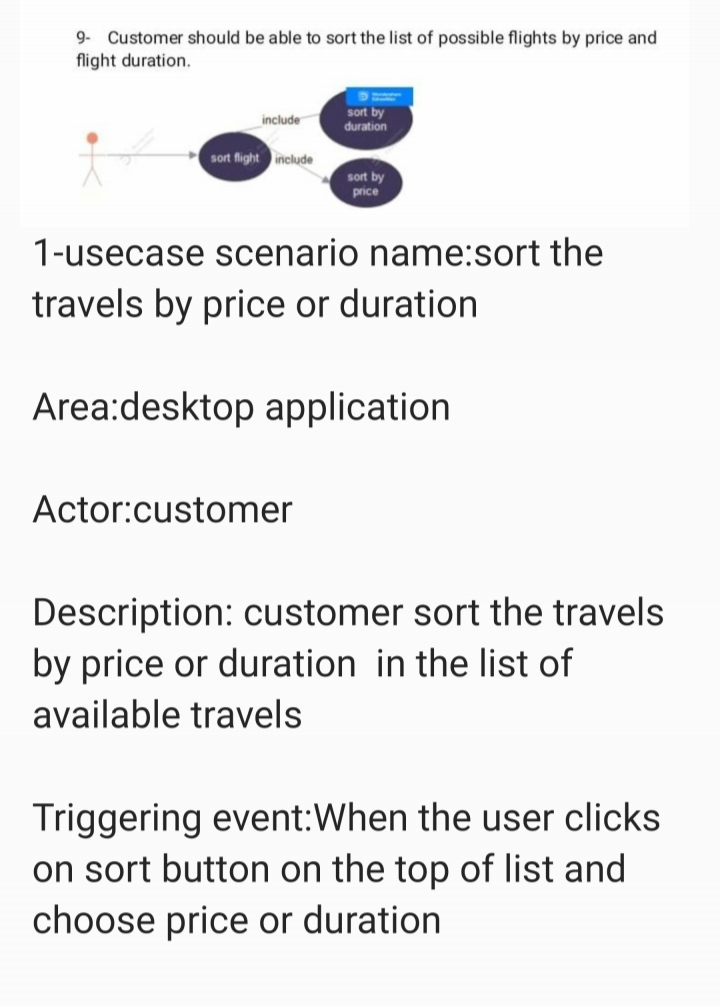 9- Customer should be able to sort the list of possible flights by price and
flight duration.
include
sort by
duration
sort flight
include
sort by
price
1-usecase scenario name:sort the
travels by price or duration
Area:desktop application
Actor:customer
Description: customer sort the travels
by price or duration in the list of
available travels
Triggering event:When the user clicks
on sort button on the top of list and
choose price or duration